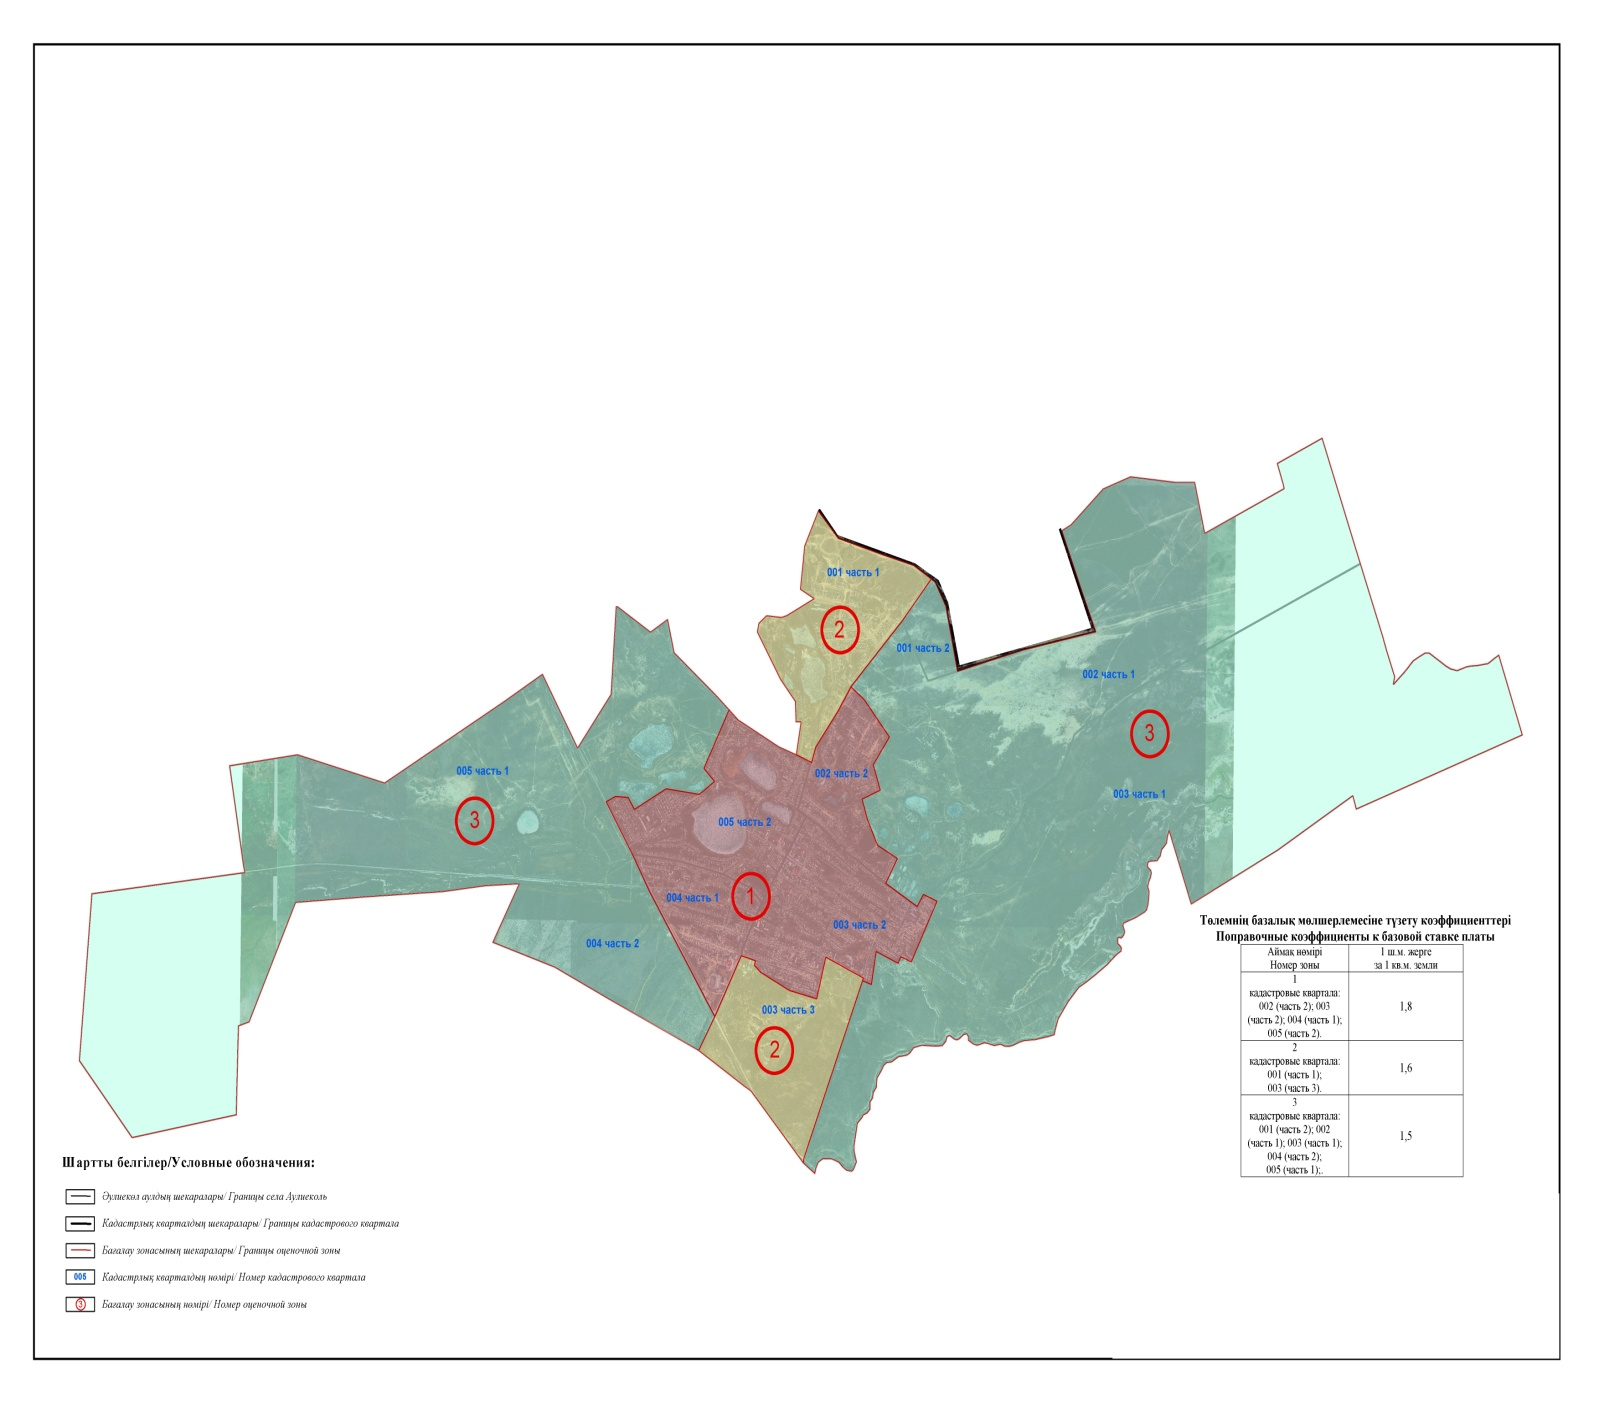 001 часть 1
2
001 часть 2
002 часть 1
3
005 часть 1
002 часть 2
003 часть 1
3
005 часть 2
004 часть 1
1
003 часть 2
004 часть 2
003 часть 3
2
Төлемнің базалық мөлшерлемесіне түзету коэффициенттері
Поправочные коэффициенты к базовой ставке платы
Аймақ нөмірі
Номер зоны
1 ш.м. жерге
за 1 кв.м. земли
1
кадастровые квартала:
002 (часть 2); 003
(часть 2); 004 (часть 1);
005 (часть 2).
1,8
2
кадастровые квартала:
001 (часть 1);
003 (часть 3).
1,6
3
кадастровые квартала:
001 (часть 2); 002
(часть 1); 003 (часть 1);
004 (часть 2);
005 (часть 1);.
1,5
Шартты белгілер/Условные обозначения:
Әулиекөл аулдың шекаралары/ Границы села Аулиеколь
Кадастрлық кварталдың шекаралары/ Границы кадастрового квартала
Бағалау зонасының шекаралары/ Границы оценочной зоны
005 Кадастрлық кварталдың нөмірі/ Номер кадастрового квартала
3 Бағалау зонасының нөмірі/ Номер оценочной зоны